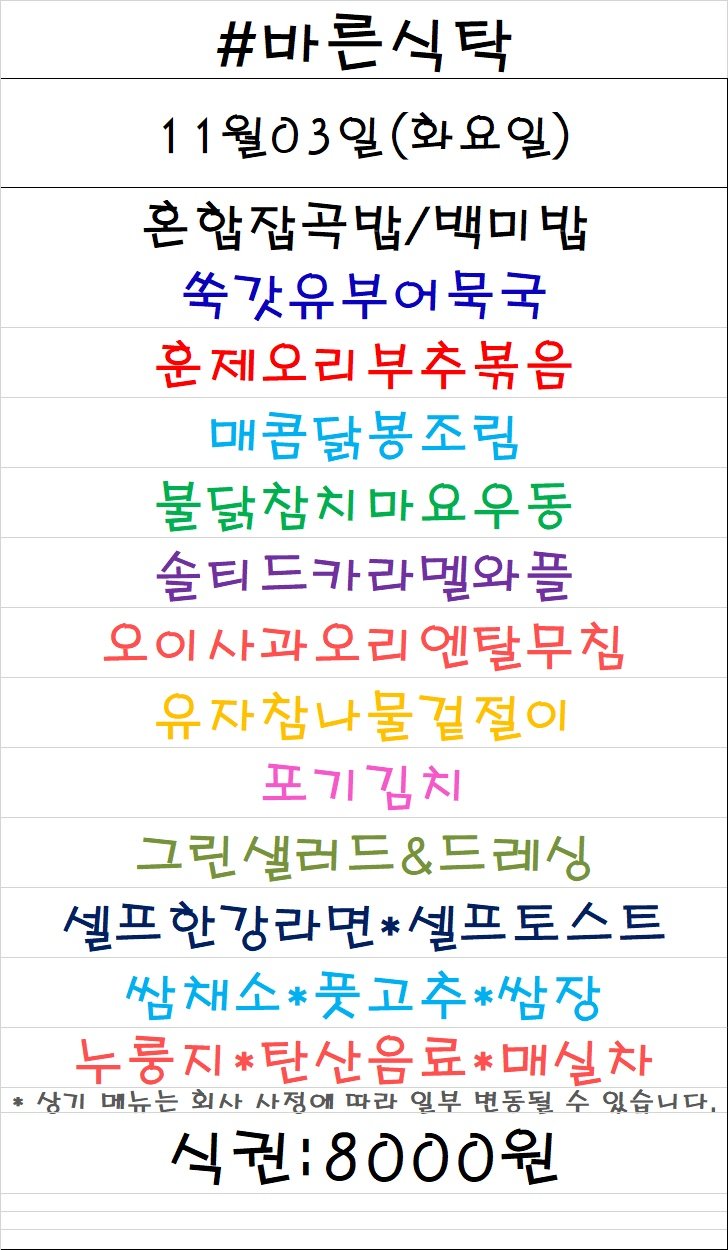 #바른식탁
11월03일(화요일)
혼합잡곡밥/백미밥
쑥갓유부어묵국
훈제오리부추볶음
매콤닭봉조림
불닭참치마요우동
솔티드카라멜와플
오이사과오리엔탈무침
유자참나물겉절이
포기김치
그린샐러드&드레싱
셀프한강라면*셀프토스트
쌈채소*풋고추*쌈장
누룽지*탄산음료*매실차
* 상기 메뉴는 회사 사정에 따라 일부 변동될 수 있습니다.
식권:8000원